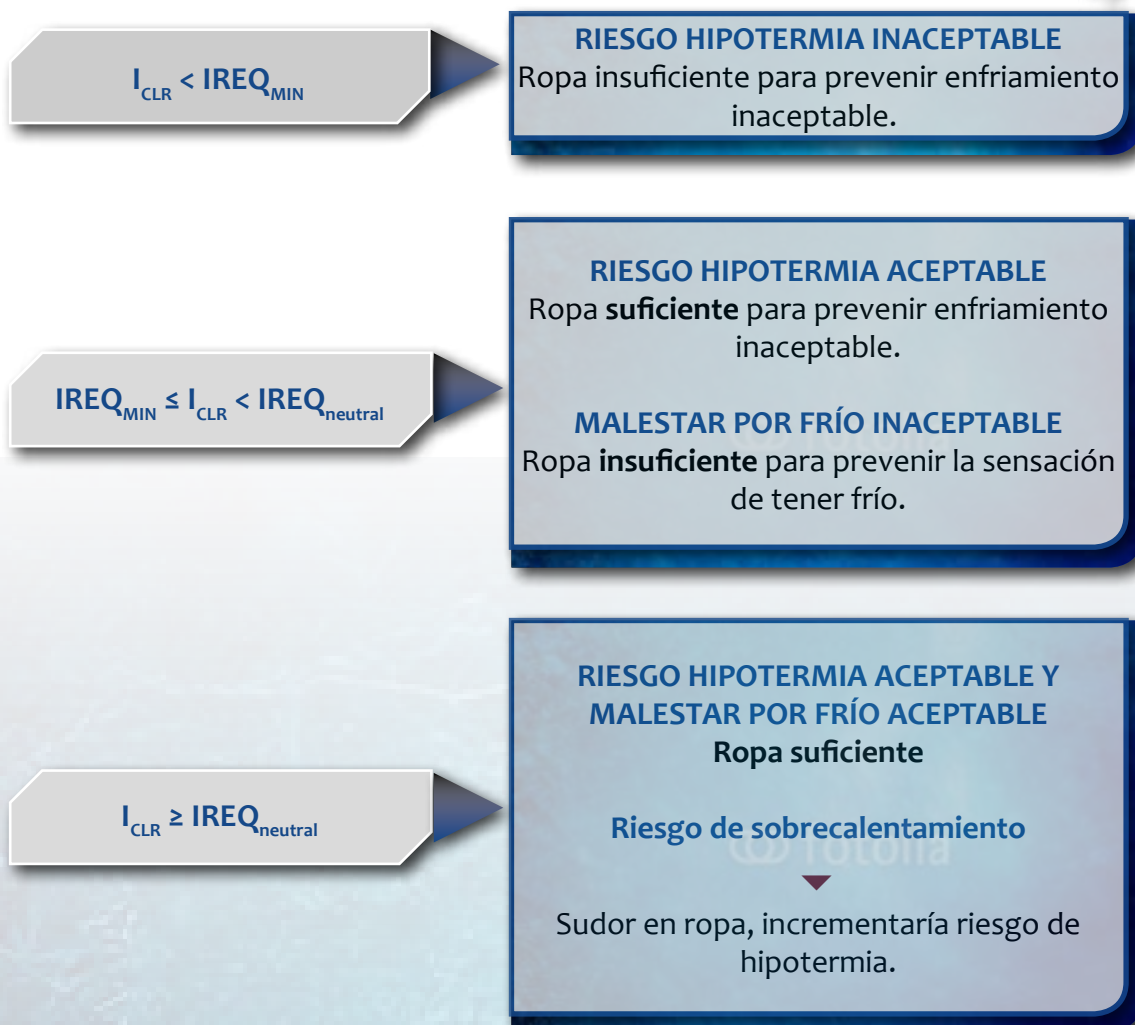 I_CLR < IREQ_MIN
RIESGO HIPOTERMIA INACEPTABLE
Ropa insuficiente para prevenir enfriamiento
inaceptable.
IREQ_MIN ≤ I_CLR < IREQ_neutral
RIESGO HIPOTERMIA ACEPTABLE
Ropa suficiente para prevenir enfriamiento
inaceptable.
MALESTAR POR FRÍO INACEPTABLE
Ropa insuficiente para prevenir la sensación
de tener frío.
I_CLR ≥ IREQ_neutral
RIESGO HIPOTERMIA ACEPTABLE Y
MALESTAR POR FRÍO ACEPTABLE
Ropa suficiente
Riesgo de sobrecalentamiento
fotolia
Sudor en ropa, incrementaría riesgo de
hipotermia.